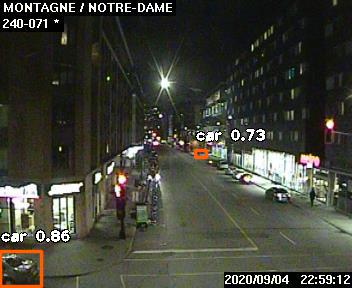 MONTAGNE / NOTRE-DAME
240-071 *
car 0.73
car 0.86
2020/09/04 22:59:12